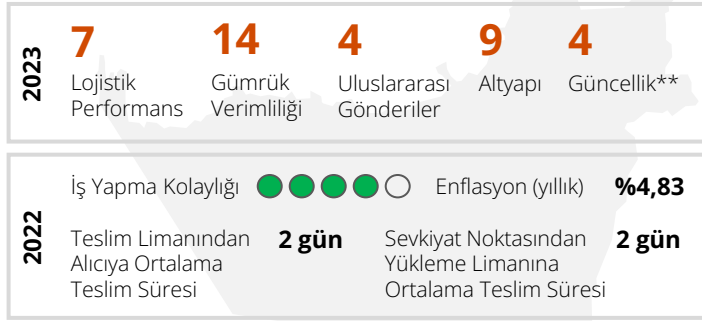 2023
7
Lojistik
Performans
14
Gümrük
Verimliliği
4
Uluslararası
Gönderiler
9
Altyapı
4
Güncellik**
2022
İş Yapma Kolaylığı
Enflasyon (yıllık) %4,83
Teslim Limanından
Alıcıya Ortalama
Teslim Süresi
2 gün
Sevkiyat Noktasından
Yükleme Limanına
Ortalama Teslim Süresi
2 gün